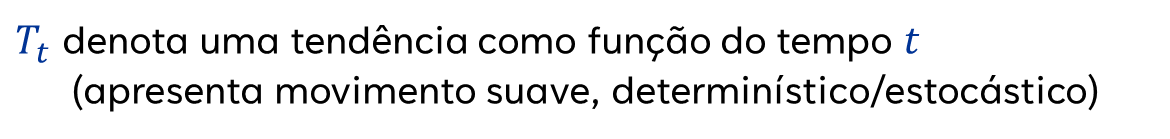 Tt denota uma tendência como função do tempo t
(apresenta movimento suave, determinístico/estocástico)